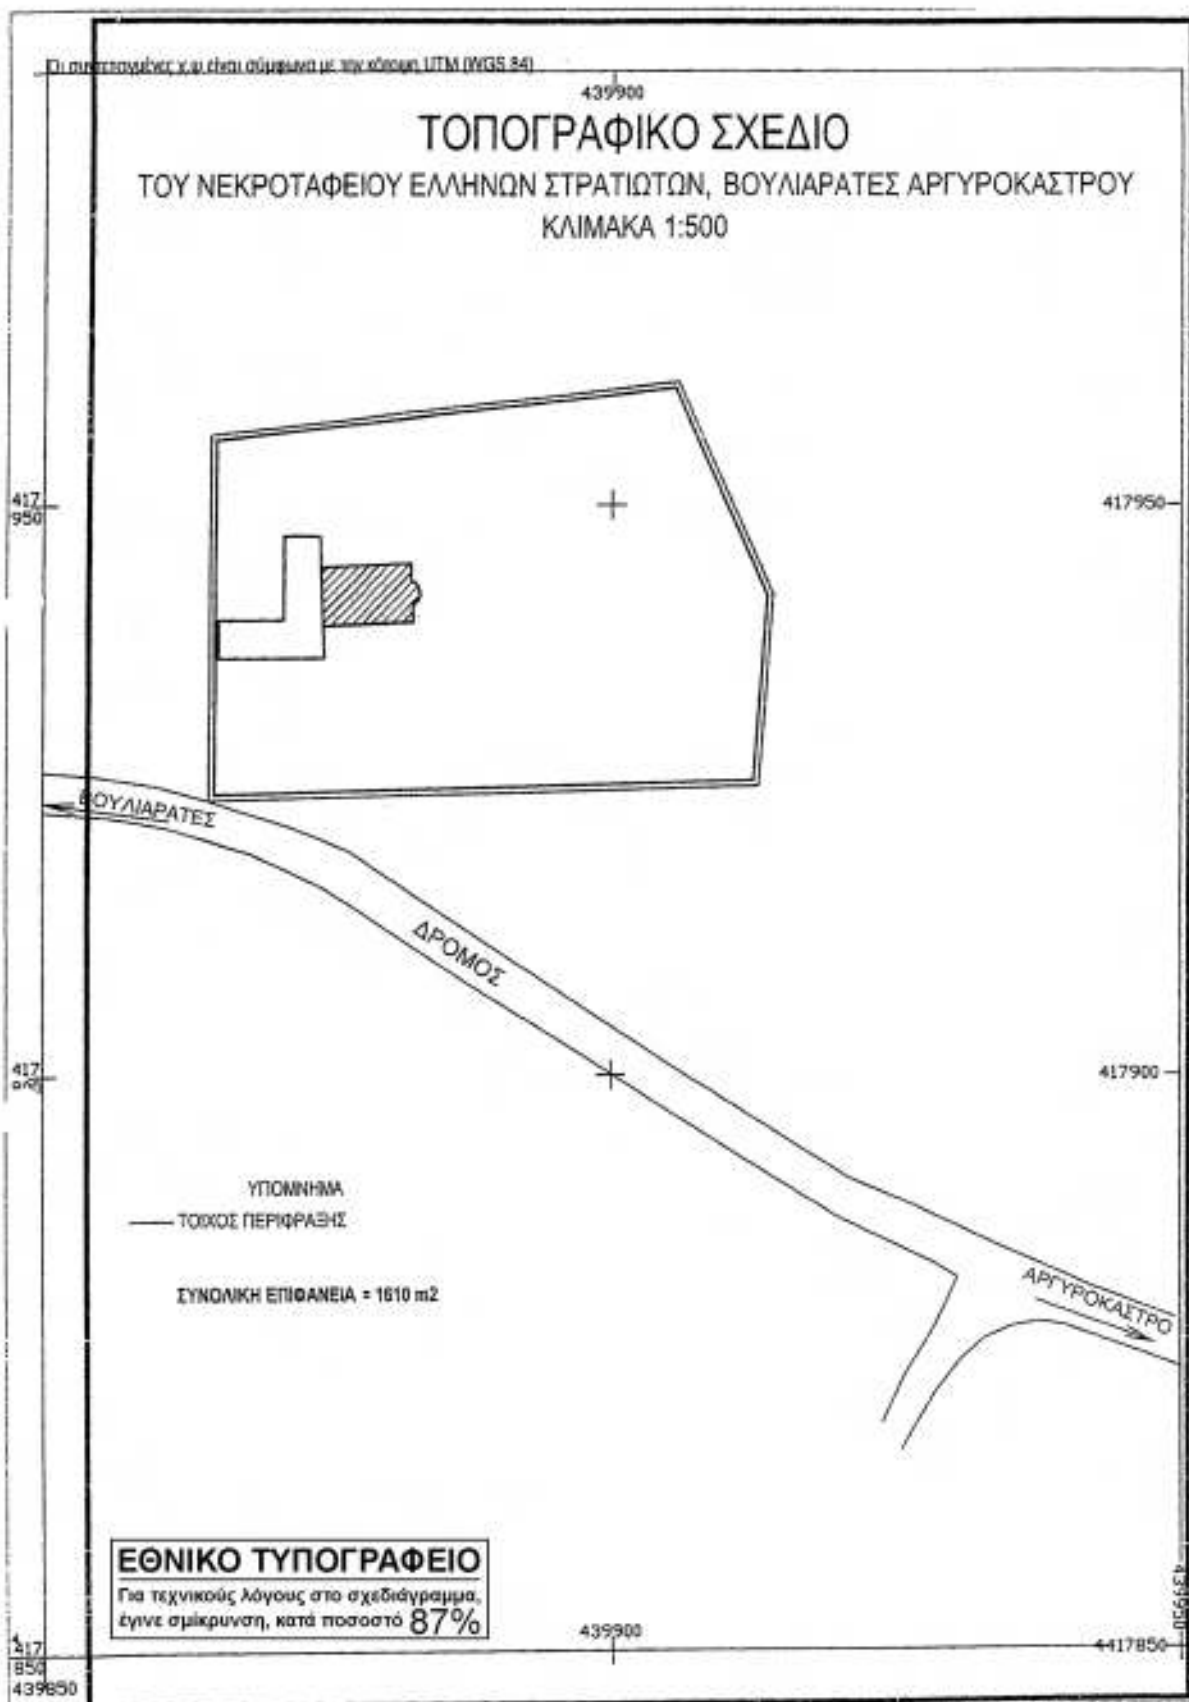 Οι συντεταγμένες χ,ψ είναι σύμφωνα με την κάτοψη UTM (WGS 84)
439900
ΤΟΠΟΓΡΑΦΙΚΟ ΣΧΕΔΙΟ
ΤΟΥ ΝΕΚΡΟΤΑΦΕΙΟΥ ΕΛΛΗΝΩΝ ΣΤΡΑΤΙΩΤΩΝ, ΒΟΥΛΙΑΡΑΤΕΣ ΑΡΓΥΡΟΚΑΣΤΡΟΥ
ΚΛΙΜΑΚΑ 1:500
417
950
417950
ΒΟΥΛΙΑΡΑΤΕΣ
ΔΡΟΜΟΣ
417
417900
ΥΠΟΜΝΗΜΑ
ΤΟΙΧΟΣ ΠΕΡΙΦΡΑΞΗΣ
ΣΥΝΟΛΙΚΗ ΕΠΙΦΑΝΕΙΑ = 1610 m2
ΑΡΓΥΡΟΚΑΣΤΡΟ
ΕΘΝΙΚΟ ΤΥΠΟΓΡΑΦΕΙΟ
Για τεχνικούς λόγους στο σχεδιάγραμμα,
έγινε σμίκρυνση, κατά ποσοστό 87%
439950
439900
4417850
417
850
439850